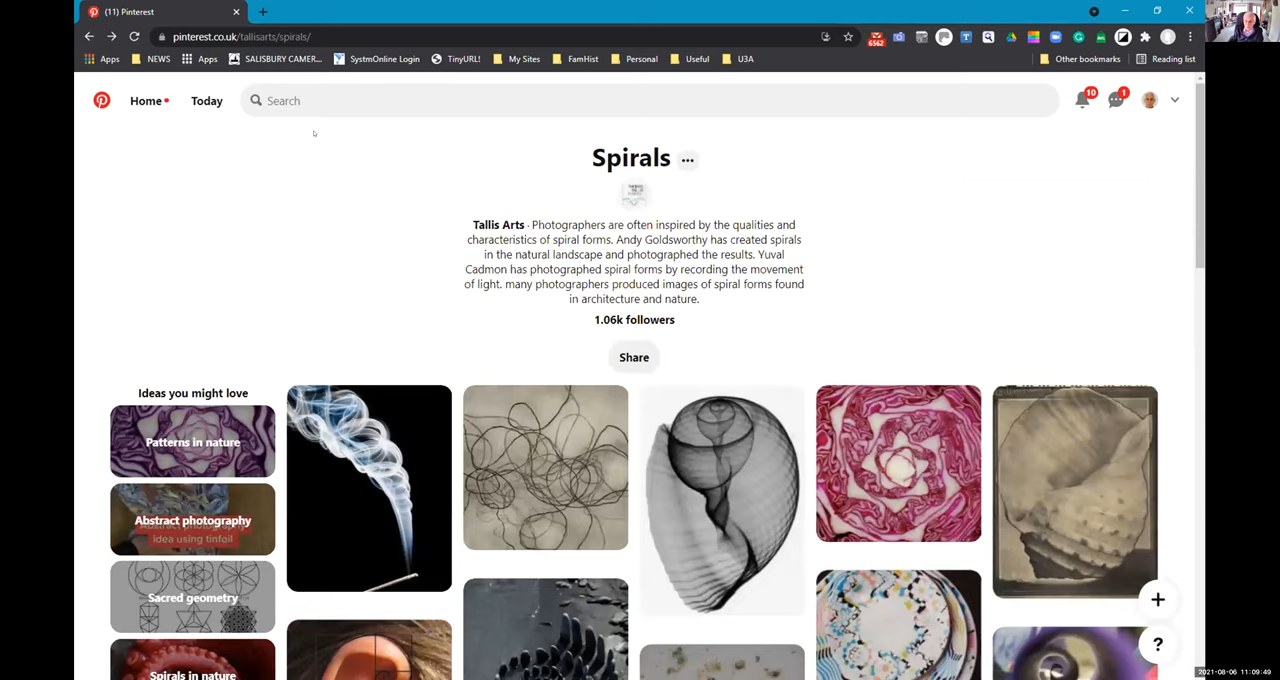 (11) Pinterest
pinterest.co.uk/tallisarts/spirals/
6562
Apps NEWS Apps SALISBURY CAMER... SystmOnline Login TinyURL! My Sites FamHist Personal Useful U3A Other bookmarks Reading list
Home Today Search 10 1
Spirals ...
Tallis Arts · Photographers are often inspired by the qualities and
characteristics of spiral forms. Andy Goldsworthy has created spirals
in the natural landscape and photographed the results. Yuval
Cadmon has photographed spiral forms by recording the movement
of light. many photographers produced images of spiral forms found
in architecture and nature.
1.06k followers
Share
Ideas you might love
Patterns in nature
Abstract photography
Abstract photography
idea using tinfoil
Sacred geometry
Spirals in nature
+
?
2021-08-06 11:09:49